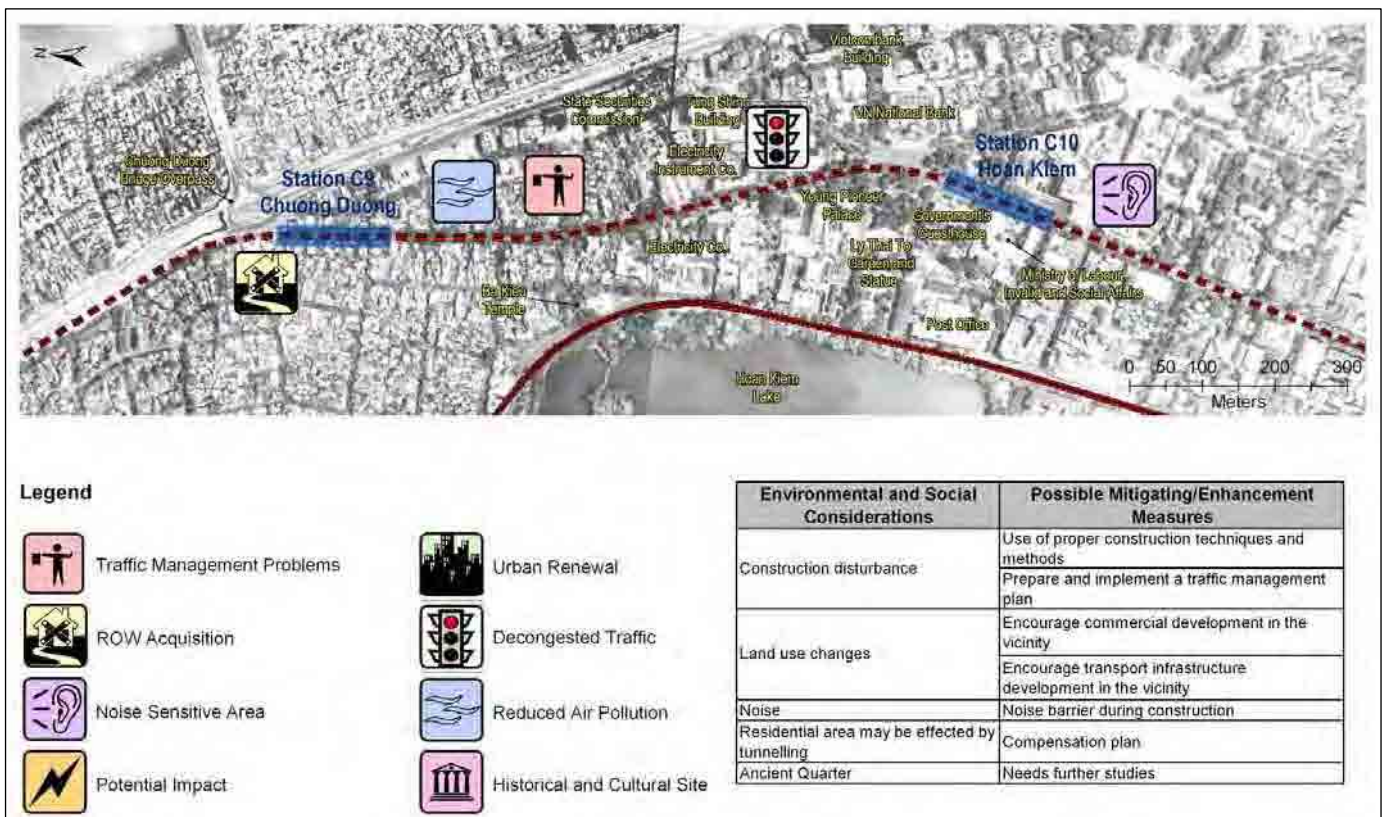 Z
Vietcombank
Building
State Securities
Commission
Tung Shing
Building
VN National Bank
Chuong Duong
Bridge Overpass
Station C9
Chuong Duong
Electricity
Instrument Co.
Station C10
Hoan Kiem
Young Pioneer
Palace
Government's
Guesthouse
Electricity Co.
Ly Thai To
Garden and
Statue
Ministry of Labour,
Invalid and Social Affairs
Ba Kieu
Temple
Post Office
Hoan Kiem
Lake
0 50 100 200 300
Meters
Legend
Traffic Management Problems
ROW Acquisition
Noise Sensitive Area
Potential Impact
Urban Renewal
Decongested Traffic
Reduced Air Pollution
Historical and Cultural Site
Environmental and Social
Considerations
Possible Mitigating/Enhancement
Measures
Construction disturbance
Use of proper construction techniques and
methods
Prepare and implement a traffic management
plan
Land use changes
Encourage commercial development in the
vicinity
Encourage transport infrastructure
development in the vicinity
Noise
Noise barrier during construction
Residential area may be effected by
tunnelling
Compensation plan
Ancient Quarter
Needs further studies